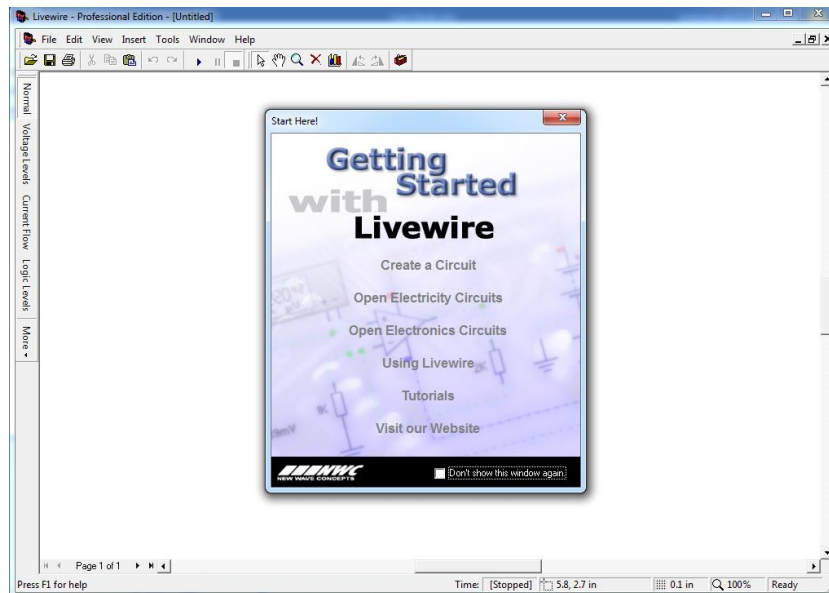 Livewire - Professional Edition - [Untitled]
File Edit View Insert Tools Window Help
Normal
Voltage Levels
Current Flow
Logic Levels
More
Start Here!
Getting
Started
with
Livewire
Create a Circuit
Open Electricity Circuits
Open Electronics Circuits
Using Livewire
Tutorials
Visit our Website
2K
1K
NWC
NEW WAVE CONCEPTS
Don't show this window again.
Page 1 of 1
Press F1 for help
Time: [Stopped] 5.8, 2.7 in 0.1 in 100% Ready